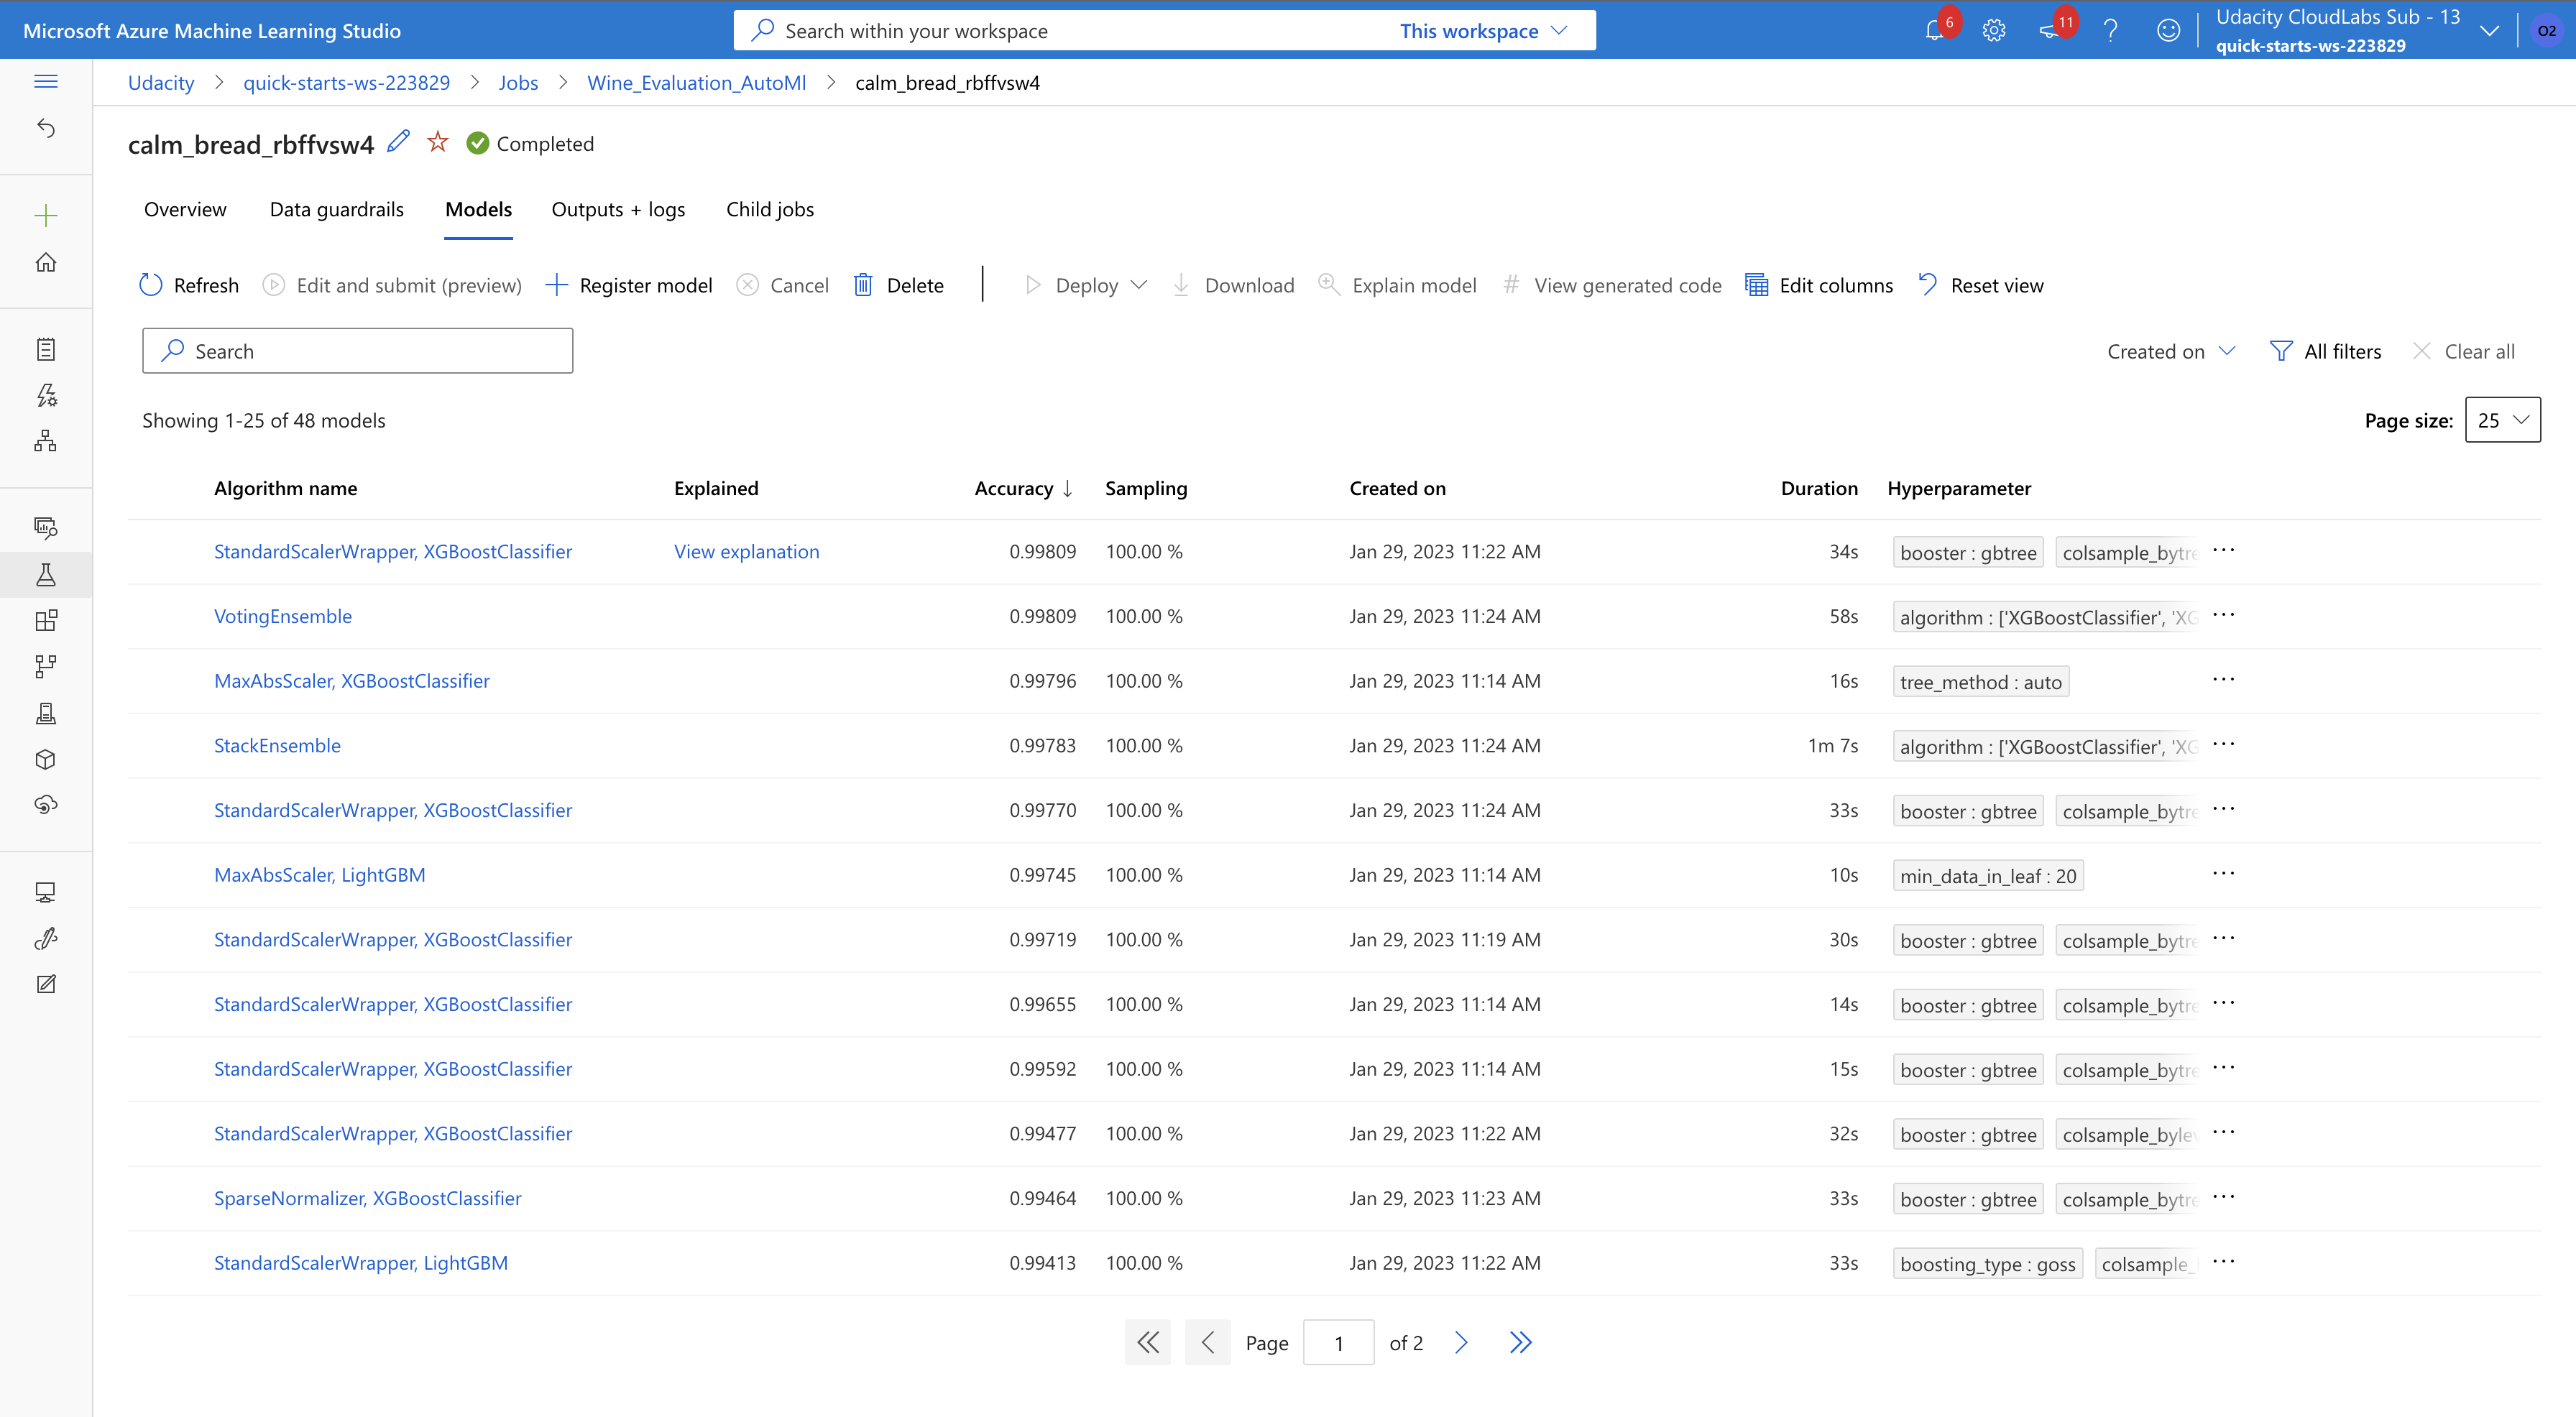 Microsoft Azure Machine Learning Studio
Search within your workspace
This workspace
6
11
Udacity CloudLabs Sub - 13
quick-starts-ws-223829
O2
Udacity > quick-starts-ws-223829 > Jobs > Wine_Evaluation_AutoMl > calm_bread_rbffvsw4
calm_bread_rbffvsw4 Completed
Overview Data guardrails Models Outputs + logs Child jobs
Refresh Edit and submit (preview) Register model Cancel Delete Deploy Download Explain model View generated code Edit columns Reset view
Search
Created on All filters Clear all
Showing 1-25 of 48 models
Page size: 25
Algorithm name Explained Accuracy ↓ Sampling Created on Duration Hyperparameter
StandardScalerWrapper, XGBoostClassifier View explanation 0.99809 100.00 % Jan 29, 2023 11:22 AM 34s booster : gbtree colsample_bytre ...
VotingEnsemble 0.99809 100.00 % Jan 29, 2023 11:24 AM 58s algorithm : ['XGBoostClassifier', 'XG ...
MaxAbsScaler, XGBoostClassifier 0.99796 100.00 % Jan 29, 2023 11:14 AM 16s tree_method : auto ...
StackEnsemble 0.99783 100.00 % Jan 29, 2023 11:24 AM 1m 7s algorithm : ['XGBoostClassifier', 'XG ...
StandardScalerWrapper, XGBoostClassifier 0.99770 100.00 % Jan 29, 2023 11:24 AM 33s booster : gbtree colsample_bytre ...
MaxAbsScaler, LightGBM 0.99745 100.00 % Jan 29, 2023 11:14 AM 10s min_data_in_leaf : 20 ...
StandardScalerWrapper, XGBoostClassifier 0.99719 100.00 % Jan 29, 2023 11:19 AM 30s booster : gbtree colsample_bytre ...
StandardScalerWrapper, XGBoostClassifier 0.99655 100.00 % Jan 29, 2023 11:14 AM 14s booster : gbtree colsample_bytre ...
StandardScalerWrapper, XGBoostClassifier 0.99592 100.00 % Jan 29, 2023 11:14 AM 15s booster : gbtree colsample_bytre ...
StandardScalerWrapper, XGBoostClassifier 0.99477 100.00 % Jan 29, 2023 11:22 AM 32s booster : gbtree colsample_bylev ...
SparseNormalizer, XGBoostClassifier 0.99464 100.00 % Jan 29, 2023 11:23 AM 33s booster : gbtree colsample_bytre ...
StandardScalerWrapper, LightGBM 0.99413 100.00 % Jan 29, 2023 11:22 AM 33s boosting_type : goss colsample_ ...
Page 1 of 2